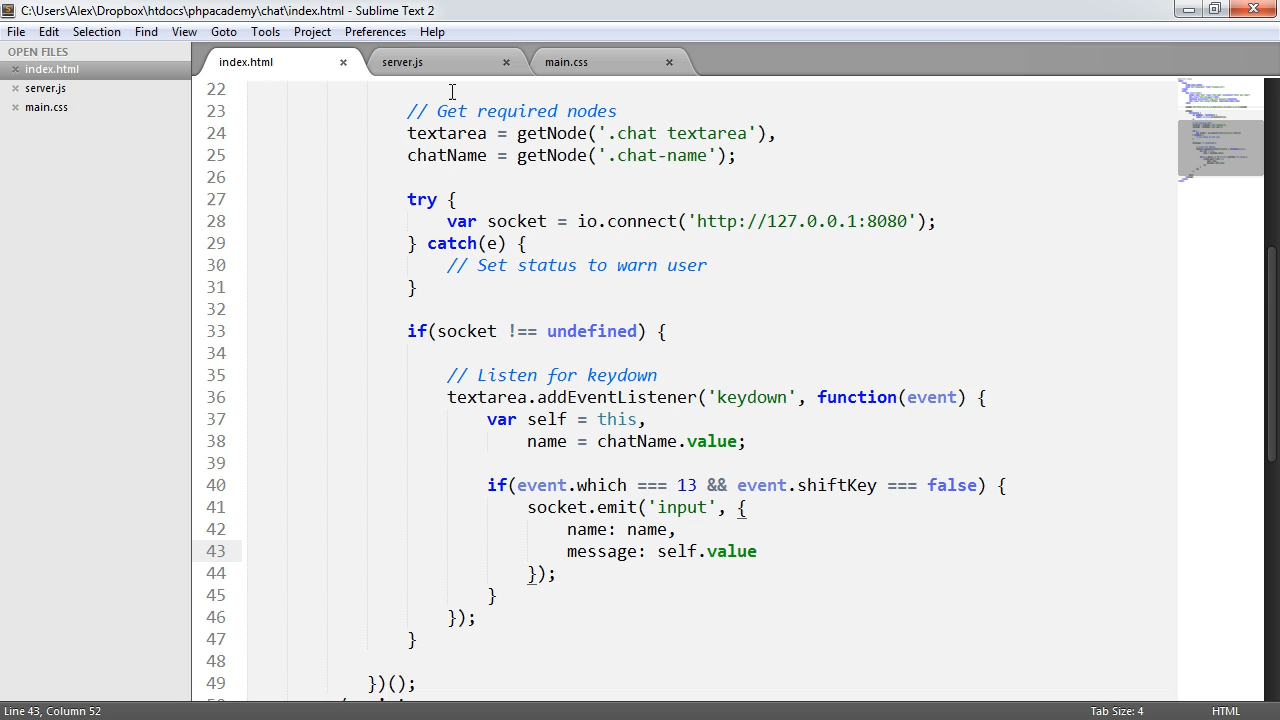 C:\Users\Alex\Dropbox\htdocs\phpacademy\chat\index.html - Sublime Text 2
File Edit Selection Find View Goto Tools Project Preferences Help
OPEN FILES
index.html
server.js
main.css
index.html server.js main.css
22
23 // Get required nodes
24 textarea = getNode('.chat textarea'),
25 chatName = getNode('.chat-name');
26
27 try {
28 var socket = io.connect('http://127.0.0.1:8080');
29 } catch(e) {
30 // Set status to warn user
31 }
32
33 if(socket !== undefined) {
34
35 // Listen for keydown
36 textarea.addEventListener('keydown', function(event) {
37 var self = this,
38 name = chatName.value;
39
40 if(event.which === 13 && event.shiftKey === false) {
41 socket.emit('input', {
42 name: name,
43 message: self.value
44 });
45 }
46 });
47 }
48
49 })();
Line 43, Column 52 Tab Size: 4 HTML